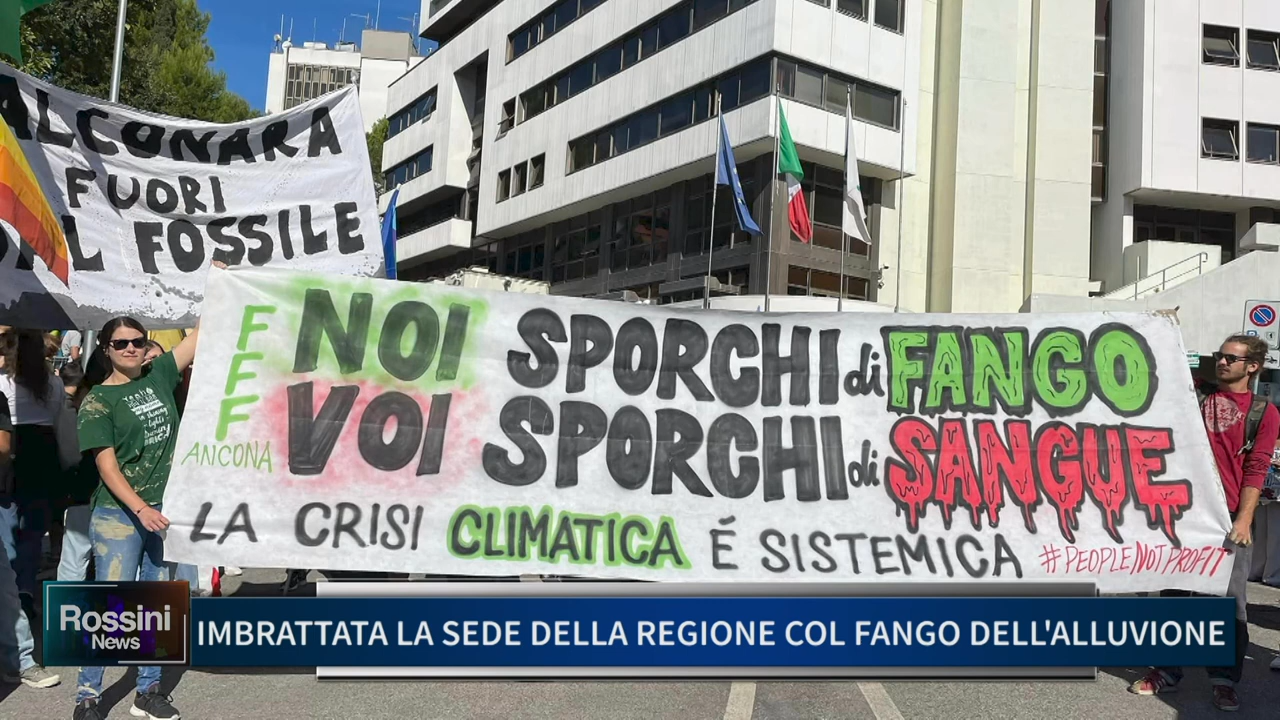 ALCONARA
FUORI
L FOSSILE
FFF
ANCONA
NOI SPORCHI di FANGO
VOI SPORCHI di SANGUE
LA CRISI CLIMATICA É SISTEMICA #PEOPLENOTPROFIT
Rossini
News
IMBRATTATA LA SEDE DELLA REGIONE COL FANGO DELL'ALLUVIONE